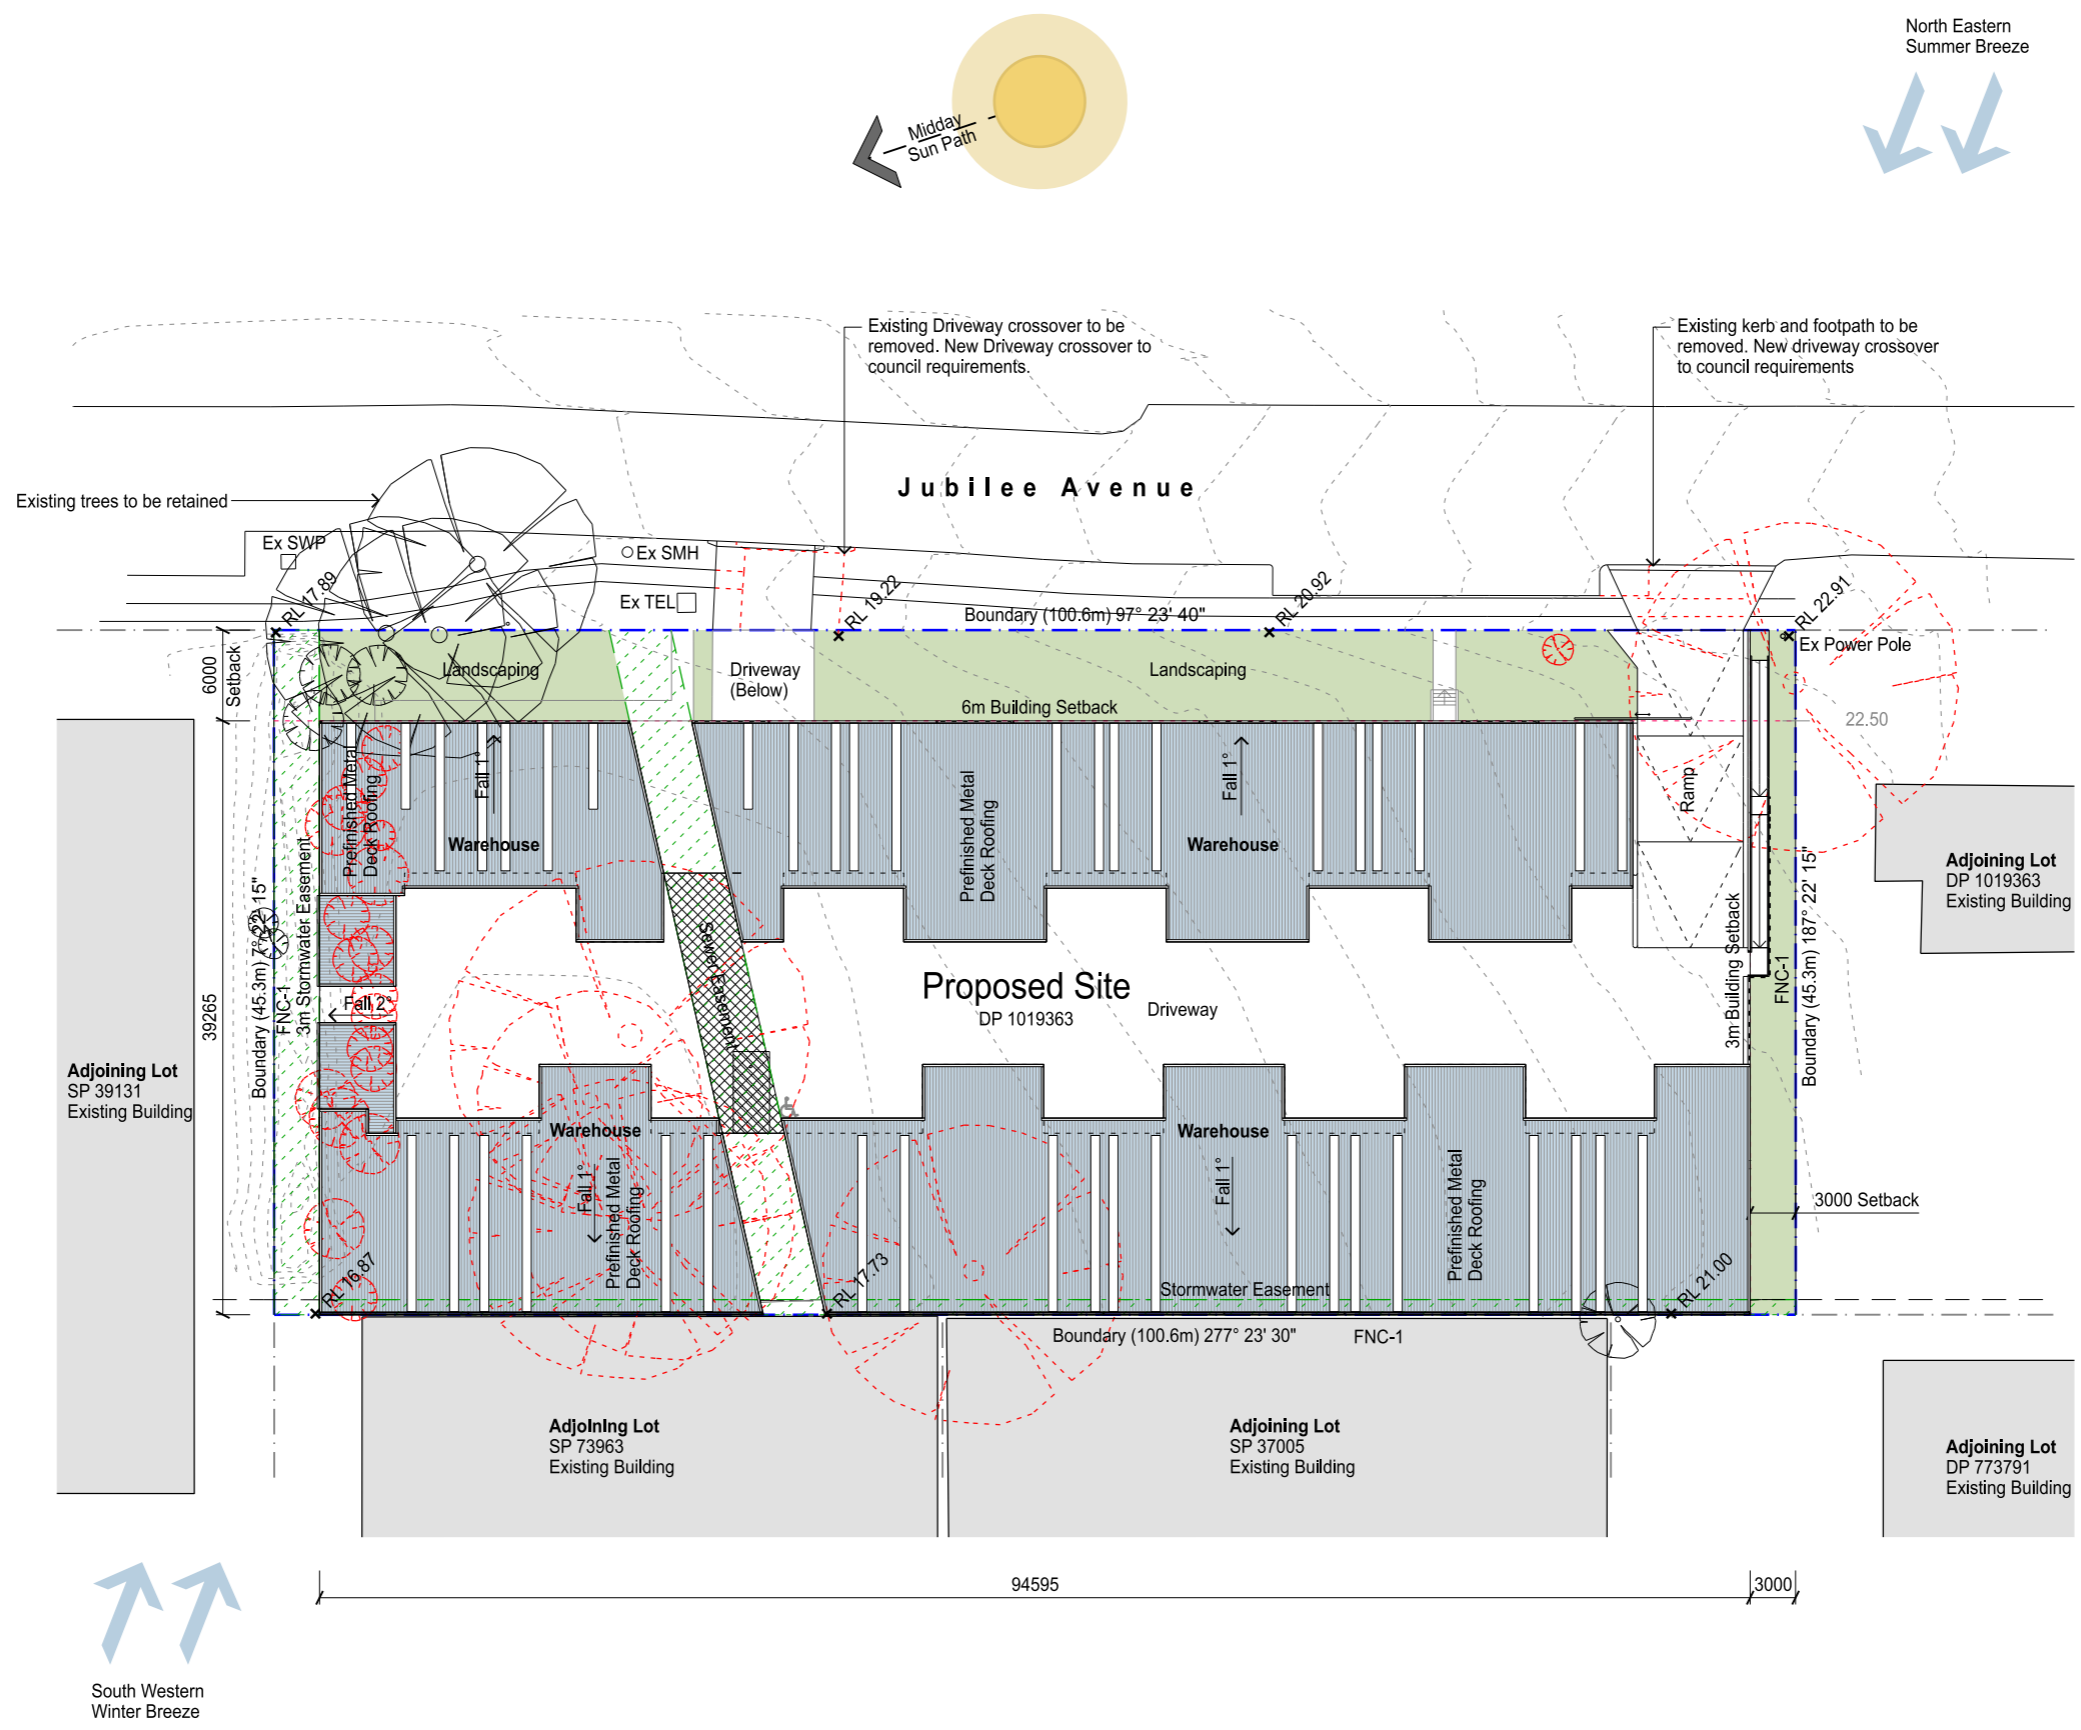 North Eastern
Summer Breeze
Midday
Sun Path
Existing Driveway crossover to be
removed. New Driveway crossover to
council requirements.
Existing kerb and footpath to be
removed. New driveway crossover
to council requirements
Jubilee Avenue
Existing trees to be retained
Ex SWP
Ex SMH
Ex TEL
RL 17.89
RL 19.22
RL 20.92
RL 22.91
Boundary (100.6m) 97° 23' 40"
Ex Power Pole
6000
Setback
Landscaping
Driveway
(Below)
Landscaping
6m Building Setback
22.50
Prefinished Metal
Deck Roofing
Fall 1°
Warehouse
Prefinished Metal
Deck Roofing
Fall 1°
Warehouse
Ramp
Adjoining Lot
DP 1019363
Existing Building
39265
Boundary (45.3m) 7° 22' 15"
FNC-1
3m Stormwater Easement
Fall 2°
Sewer Easement
Proposed Site
DP 1019363
Driveway
3m Building Setback
FNC-1
Boundary (45.3m) 187° 22' 15"
Adjoining Lot
SP 39131
Existing Building
Warehouse
Fall 1°
Prefinished Metal
Deck Roofing
Warehouse
Fall 1°
Prefinished Metal
Deck Roofing
3000 Setback
RL 16.87
RL 17.73
Stormwater Easement
RL 21.00
Boundary (100.6m) 277° 23' 30"
FNC-1
Adjoining Lot
SP 73963
Existing Building
Adjoining Lot
SP 37005
Existing Building
Adjoining Lot
DP 773791
Existing Building
94595
3000
South Western
Winter Breeze